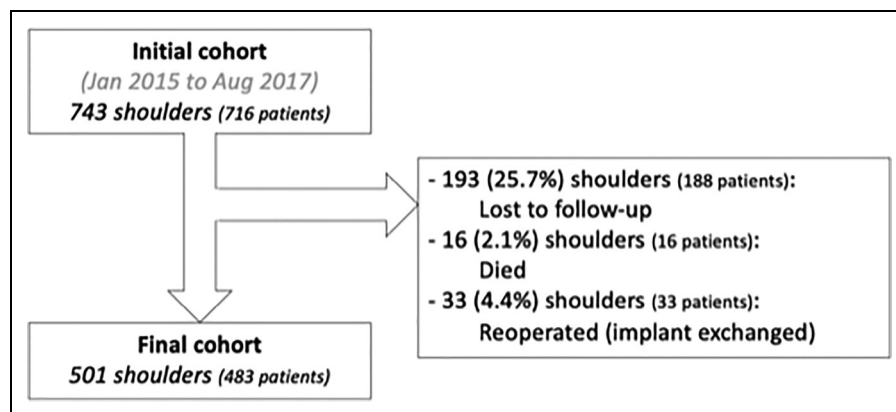 Initial cohort
(Jan 2015 to Aug 2017)
743 shoulders (716 patients)
- 193 (25.7%) shoulders (188 patients):
Lost to follow-up
- 16 (2.1%) shoulders (16 patients):
Died
- 33 (4.4%) shoulders (33 patients):
Reoperated (implant exchanged)
Final cohort
501 shoulders (483 patients)